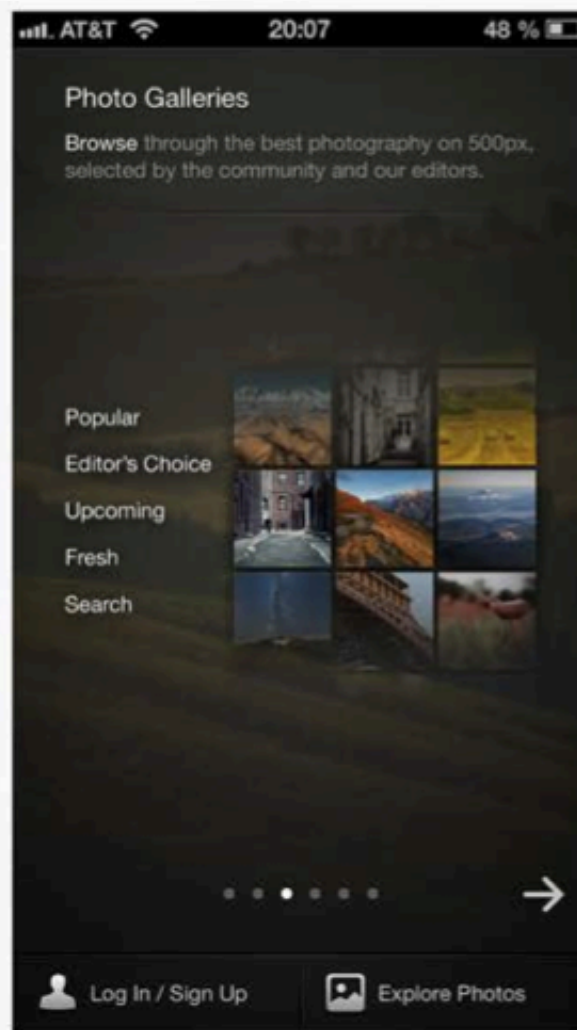 AT&T 20:07 48 %
Photo Galleries
Browse through the best photography on 500px,
selected by the community and our editors.
Popular
Editor's Choice
Upcoming
Fresh
Search
Log In / Sign Up Explore Photos